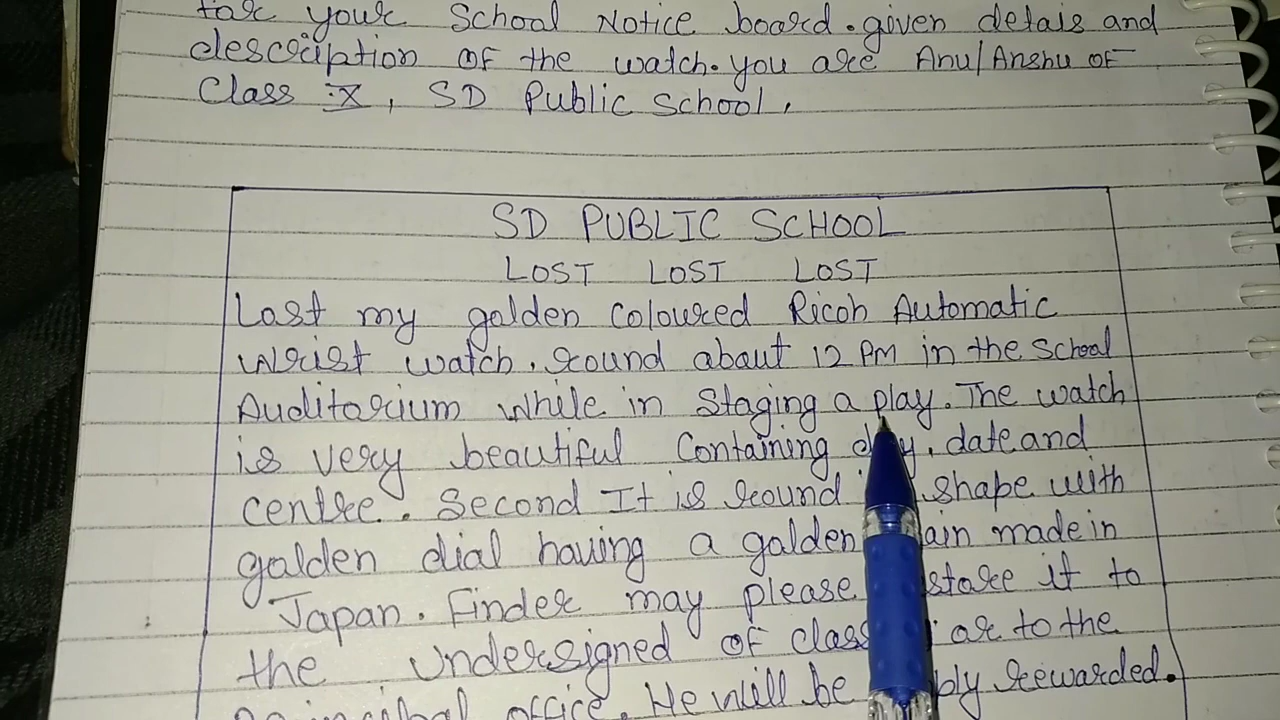 for your School Notice board. given detais and
description of the watch. you are Anu/Anshu of
Class X, SD Public School.
SD PUBLIC SCHOOL
LOST LOST LOST
Lost my golden coloured Ricoh Automatic
Wrist watch. round about 12 PM in the School
Auditorium while in staging a play. The watch
is very beautiful Containing day, date and
centre. Second It is round shape with
golden dial having a golden made in
Japan. Finder may please it to
the undersigned of class or to the
office. He will be rewarded.